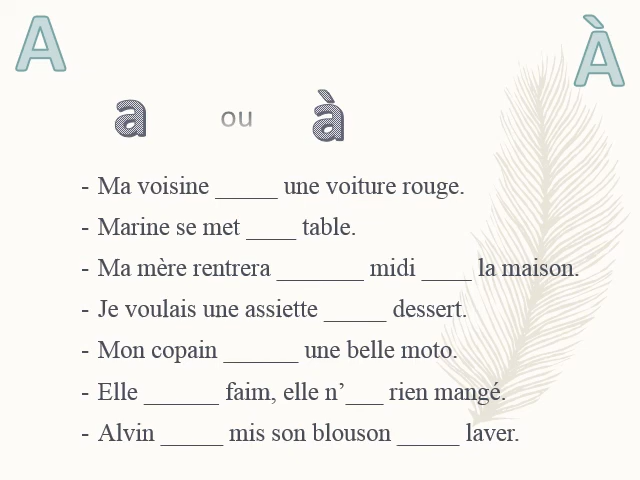 A À
a ou à
- Ma voisine _____ une voiture rouge.
- Marine se met ____ table.
- Ma mère rentrera _______ midi ____ la maison.
- Je voulais une assiette _____ dessert.
- Mon copain ______ une belle moto.
- Elle ______ faim, elle n’___ rien mangé.
- Alvin _____ mis son blouson _____ laver.